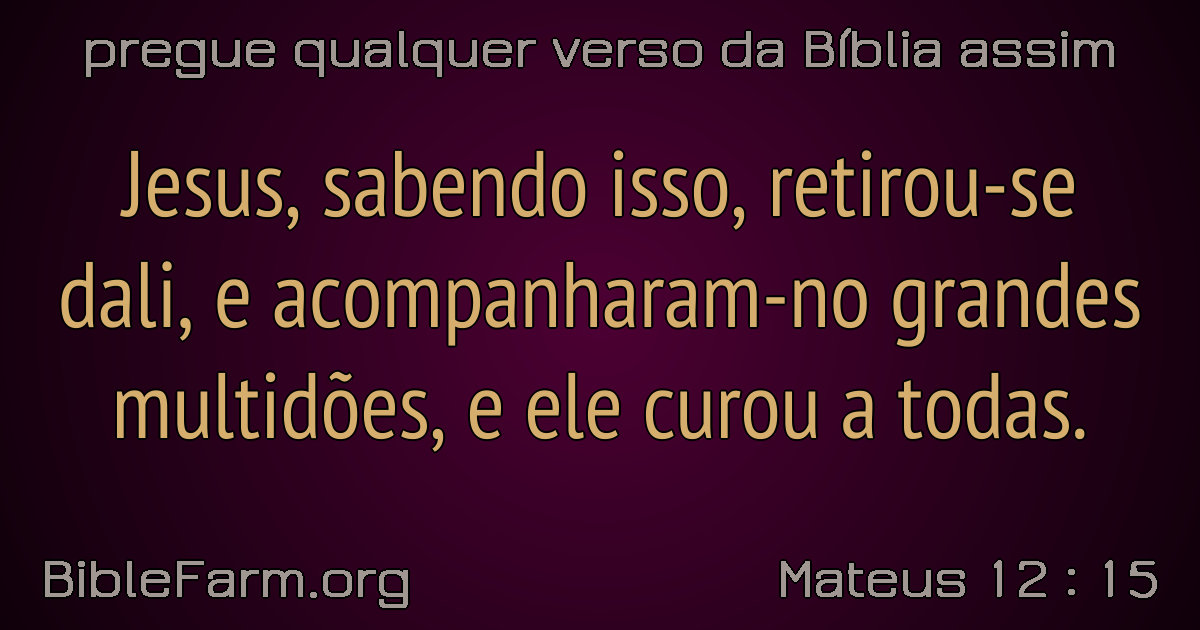 pregue qualquer verso da Bíblia assim
Jesus, sabendo isso, retirou-se
dali, e acompanharam-no grandes
multidões, e ele curou a todas.
BibleFarm.org
Mateus 12 : 15